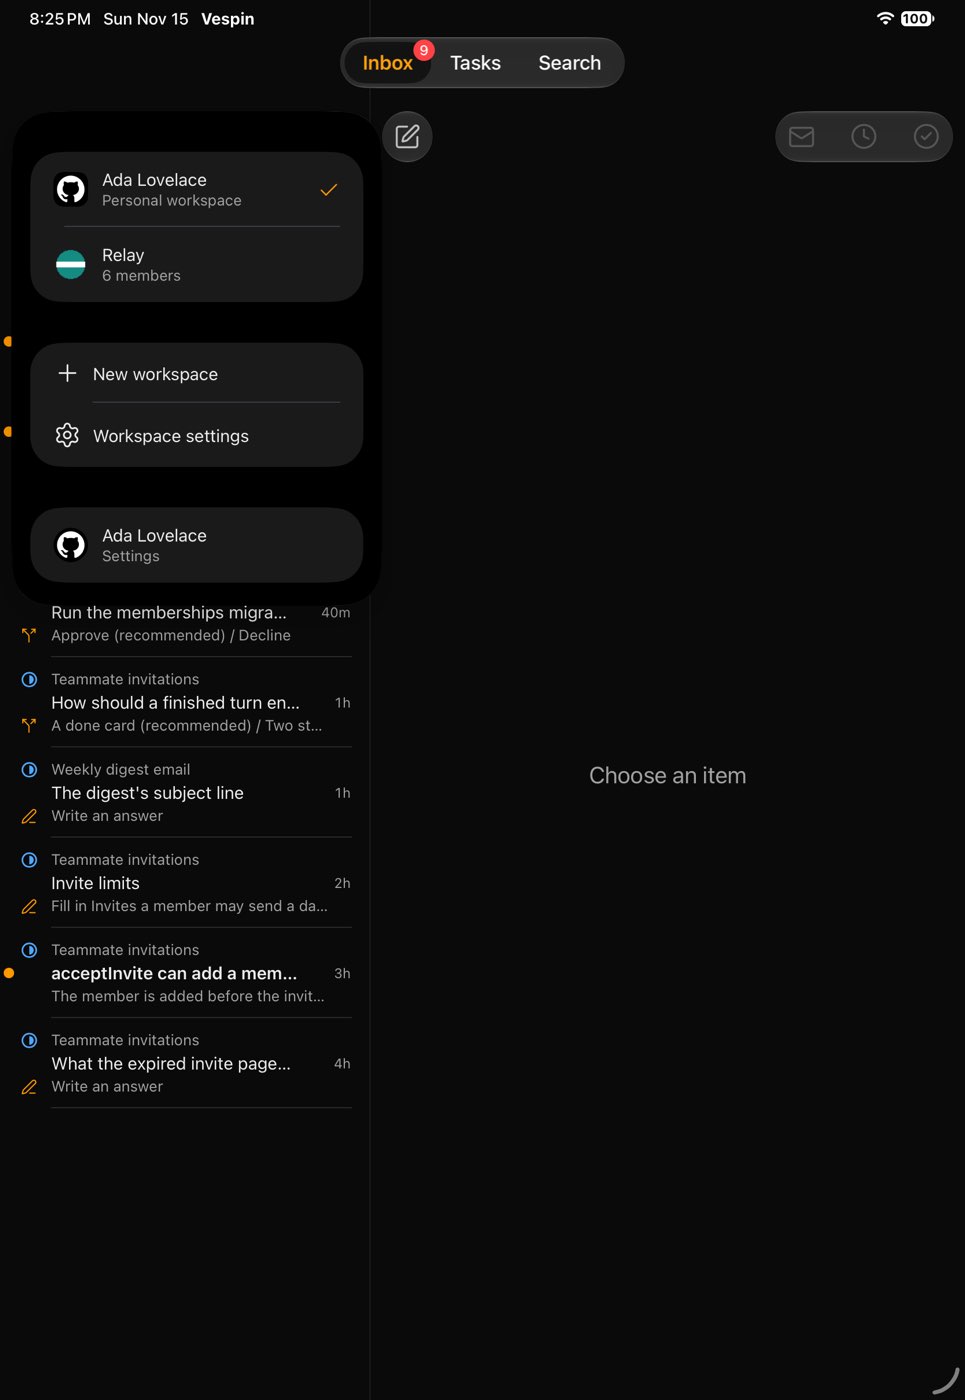 8:25 PM Sun Nov 15 Vespin
100
Inbox 9 Tasks Search
Ada Lovelace
Personal workspace
Relay
6 members
New workspace
Workspace settings
Ada Lovelace
Settings
Run the memberships migra... 40m
Approve (recommended) / Decline
Teammate invitations
How should a finished turn en... 1h
A done card (recommended) / Two st...
Weekly digest email
The digest's subject line 1h
Write an answer
Teammate invitations
Invite limits 2h
Fill in Invites a member may send a da...
Teammate invitations
acceptInvite can add a mem... 3h
The member is added before the invit...
Teammate invitations
What the expired invite page... 4h
Write an answer
Choose an item